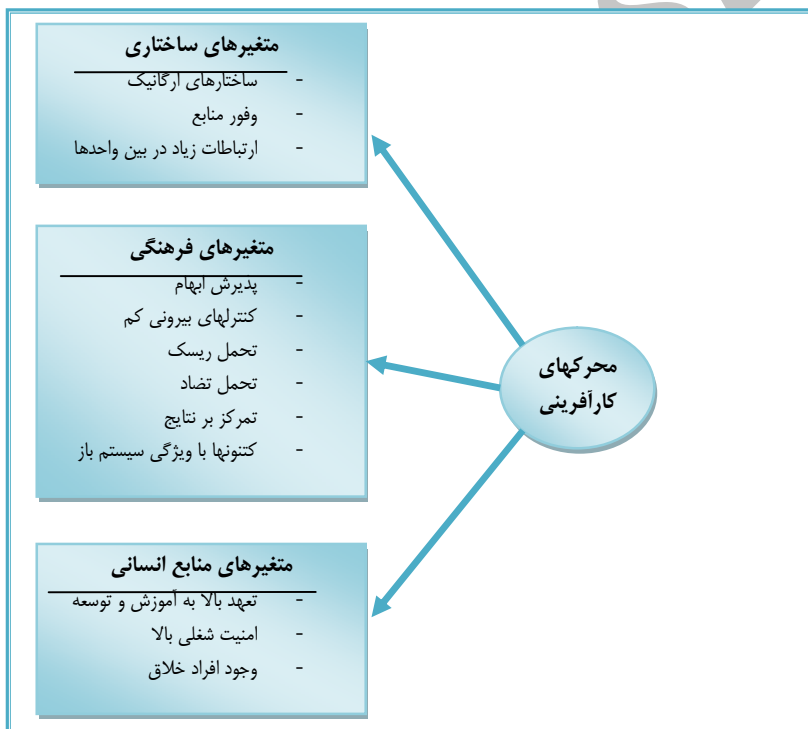 متغیرهای ساختاری
- ساختارهای ارگانیک
- وفور منابع
- ارتباطات زیاد در بین واحدها
متغیرهای فرهنگی
- پذیرش ابهام
- کنترلهای بیرونی کم
- تحمل ریسک
- تحمل تضاد
- تمرکز بر نتایج
- کتنونها با ویژگی سیستم باز
متغیرهای منابع انسانی
- تعهد بالا به آموزش و توسعه
- امنیت شغلی بالا
- وجود افراد خلاق
محرکهای
کارآفرینی